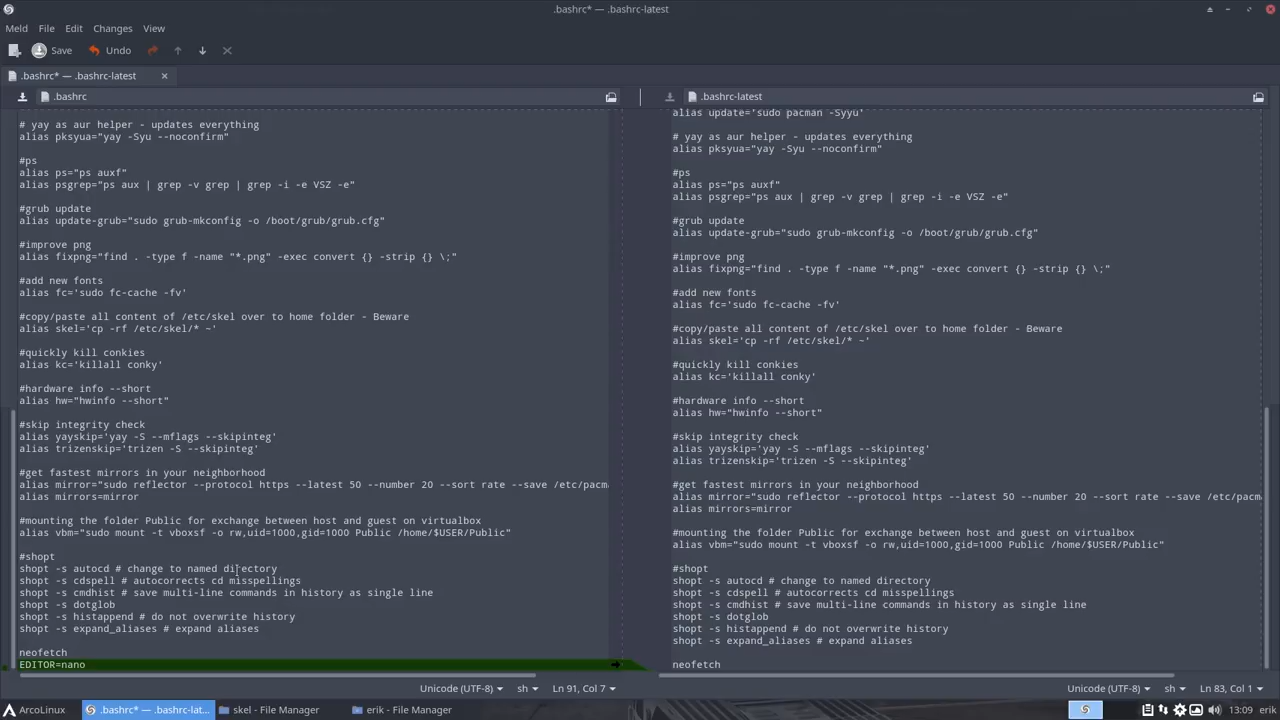 .bashrc* — .bashrc-latest
Meld File Edit Changes View
Save Undo
.bashrc* — .bashrc-latest
.bashrc
# yay as aur helper - updates everything
alias pksyua="yay -Syu --noconfirm"
#ps
alias ps="ps auxf"
alias psgrep="ps aux | grep -v grep | grep -i -e VSZ -e"
#grub update
alias update-grub="sudo grub-mkconfig -o /boot/grub/grub.cfg"
#improve png
alias fixpng="find . -type f -name "*.png" -exec convert {} -strip {} \;"
#add new fonts
alias fc='sudo fc-cache -fv'
#copy/paste all content of /etc/skel over to home folder - Beware
alias skel='cp -rf /etc/skel/* ~'
#quickly kill conkies
alias kc='killall conky'
#hardware info --short
alias hw="hwinfo --short"
#skip integrity check
alias yayskip='yay -S --mflags --skipinteg'
alias trizenskip='trizen -S --skipinteg'
#get fastest mirrors in your neighborhood
alias mirror="sudo reflector --protocol https --latest 50 --number 20 --sort rate --save /etc/pacma
alias mirrors=mirror
#mounting the folder Public for exchange between host and guest on virtualbox
alias vbm="sudo mount -t vboxsf -o rw,uid=1000,gid=1000 Public /home/$USER/Public"
#shopt
shopt -s autocd # change to named directory
shopt -s cdspell # autocorrects cd misspellings
shopt -s cmdhist # save multi-line commands in history as single line
shopt -s dotglob
shopt -s histappend # do not overwrite history
shopt -s expand_aliases # expand aliases
neofetch
EDITOR=nano
Unicode (UTF-8) sh Ln 91, Col 7
.bashrc-latest
alias update='sudo pacman -Syyu'
# yay as aur helper - updates everything
alias pksyua="yay -Syu --noconfirm"
#ps
alias ps="ps auxf"
alias psgrep="ps aux | grep -v grep | grep -i -e VSZ -e"
#grub update
alias update-grub="sudo grub-mkconfig -o /boot/grub/grub.cfg"
#improve png
alias fixpng="find . -type f -name "*.png" -exec convert {} -strip {} \;"
#add new fonts
alias fc='sudo fc-cache -fv'
#copy/paste all content of /etc/skel over to home folder - Beware
alias skel='cp -rf /etc/skel/* ~'
#quickly kill conkies
alias kc='killall conky'
#hardware info --short
alias hw="hwinfo --short"
#skip integrity check
alias yayskip='yay -S --mflags --skipinteg'
alias trizenskip='trizen -S --skipinteg'
#get fastest mirrors in your neighborhood
alias mirror="sudo reflector --protocol https --latest 50 --number 20 --sort rate --save /etc/pacm
alias mirrors=mirror
#mounting the folder Public for exchange between host and guest on virtualbox
alias vbm="sudo mount -t vboxsf -o rw,uid=1000,gid=1000 Public /home/$USER/Public"
#shopt
shopt -s autocd # change to named directory
shopt -s cdspell # autocorrects cd misspellings
shopt -s cmdhist # save multi-line commands in history as single line
shopt -s dotglob
shopt -s histappend # do not overwrite history
shopt -s expand_aliases # expand aliases
neofetch
Unicode (UTF-8) sh Ln 83, Col 1
ArcoLinux .bashrc* — .bashrc-lat... skel - File Manager erik - File Manager 13:09 erik